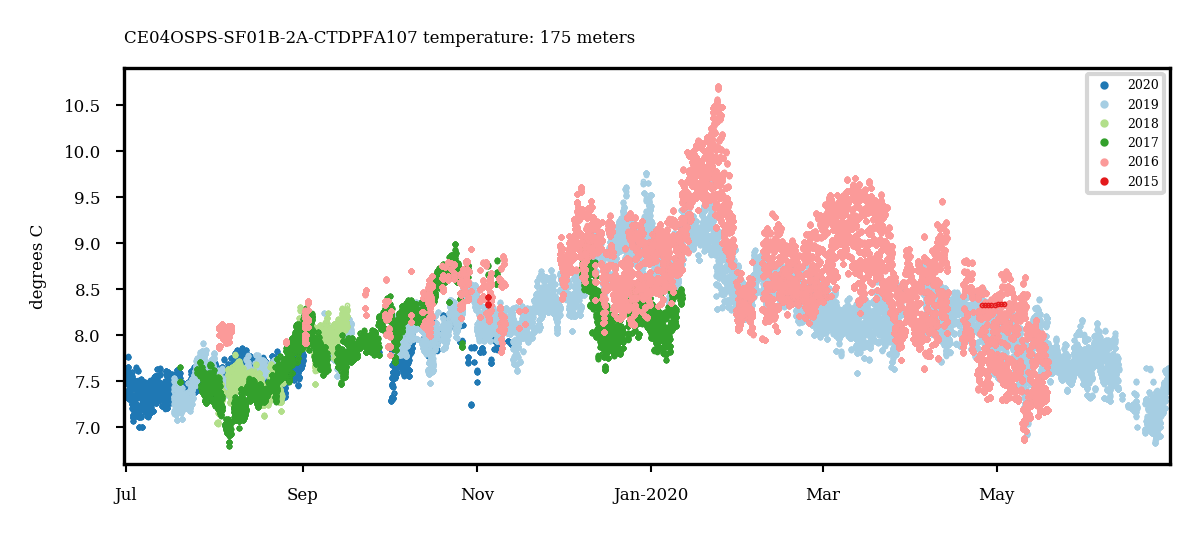 CE04OSPS-SF01B-2A-CTDPFA107 temperature: 175 meters
degrees C
10.5
10.0
9.5
9.0
8.5
8.0
7.5
7.0
Jul
Sep
Nov
Jan-2020
Mar
May
2020
2019
2018
2017
2016
2015